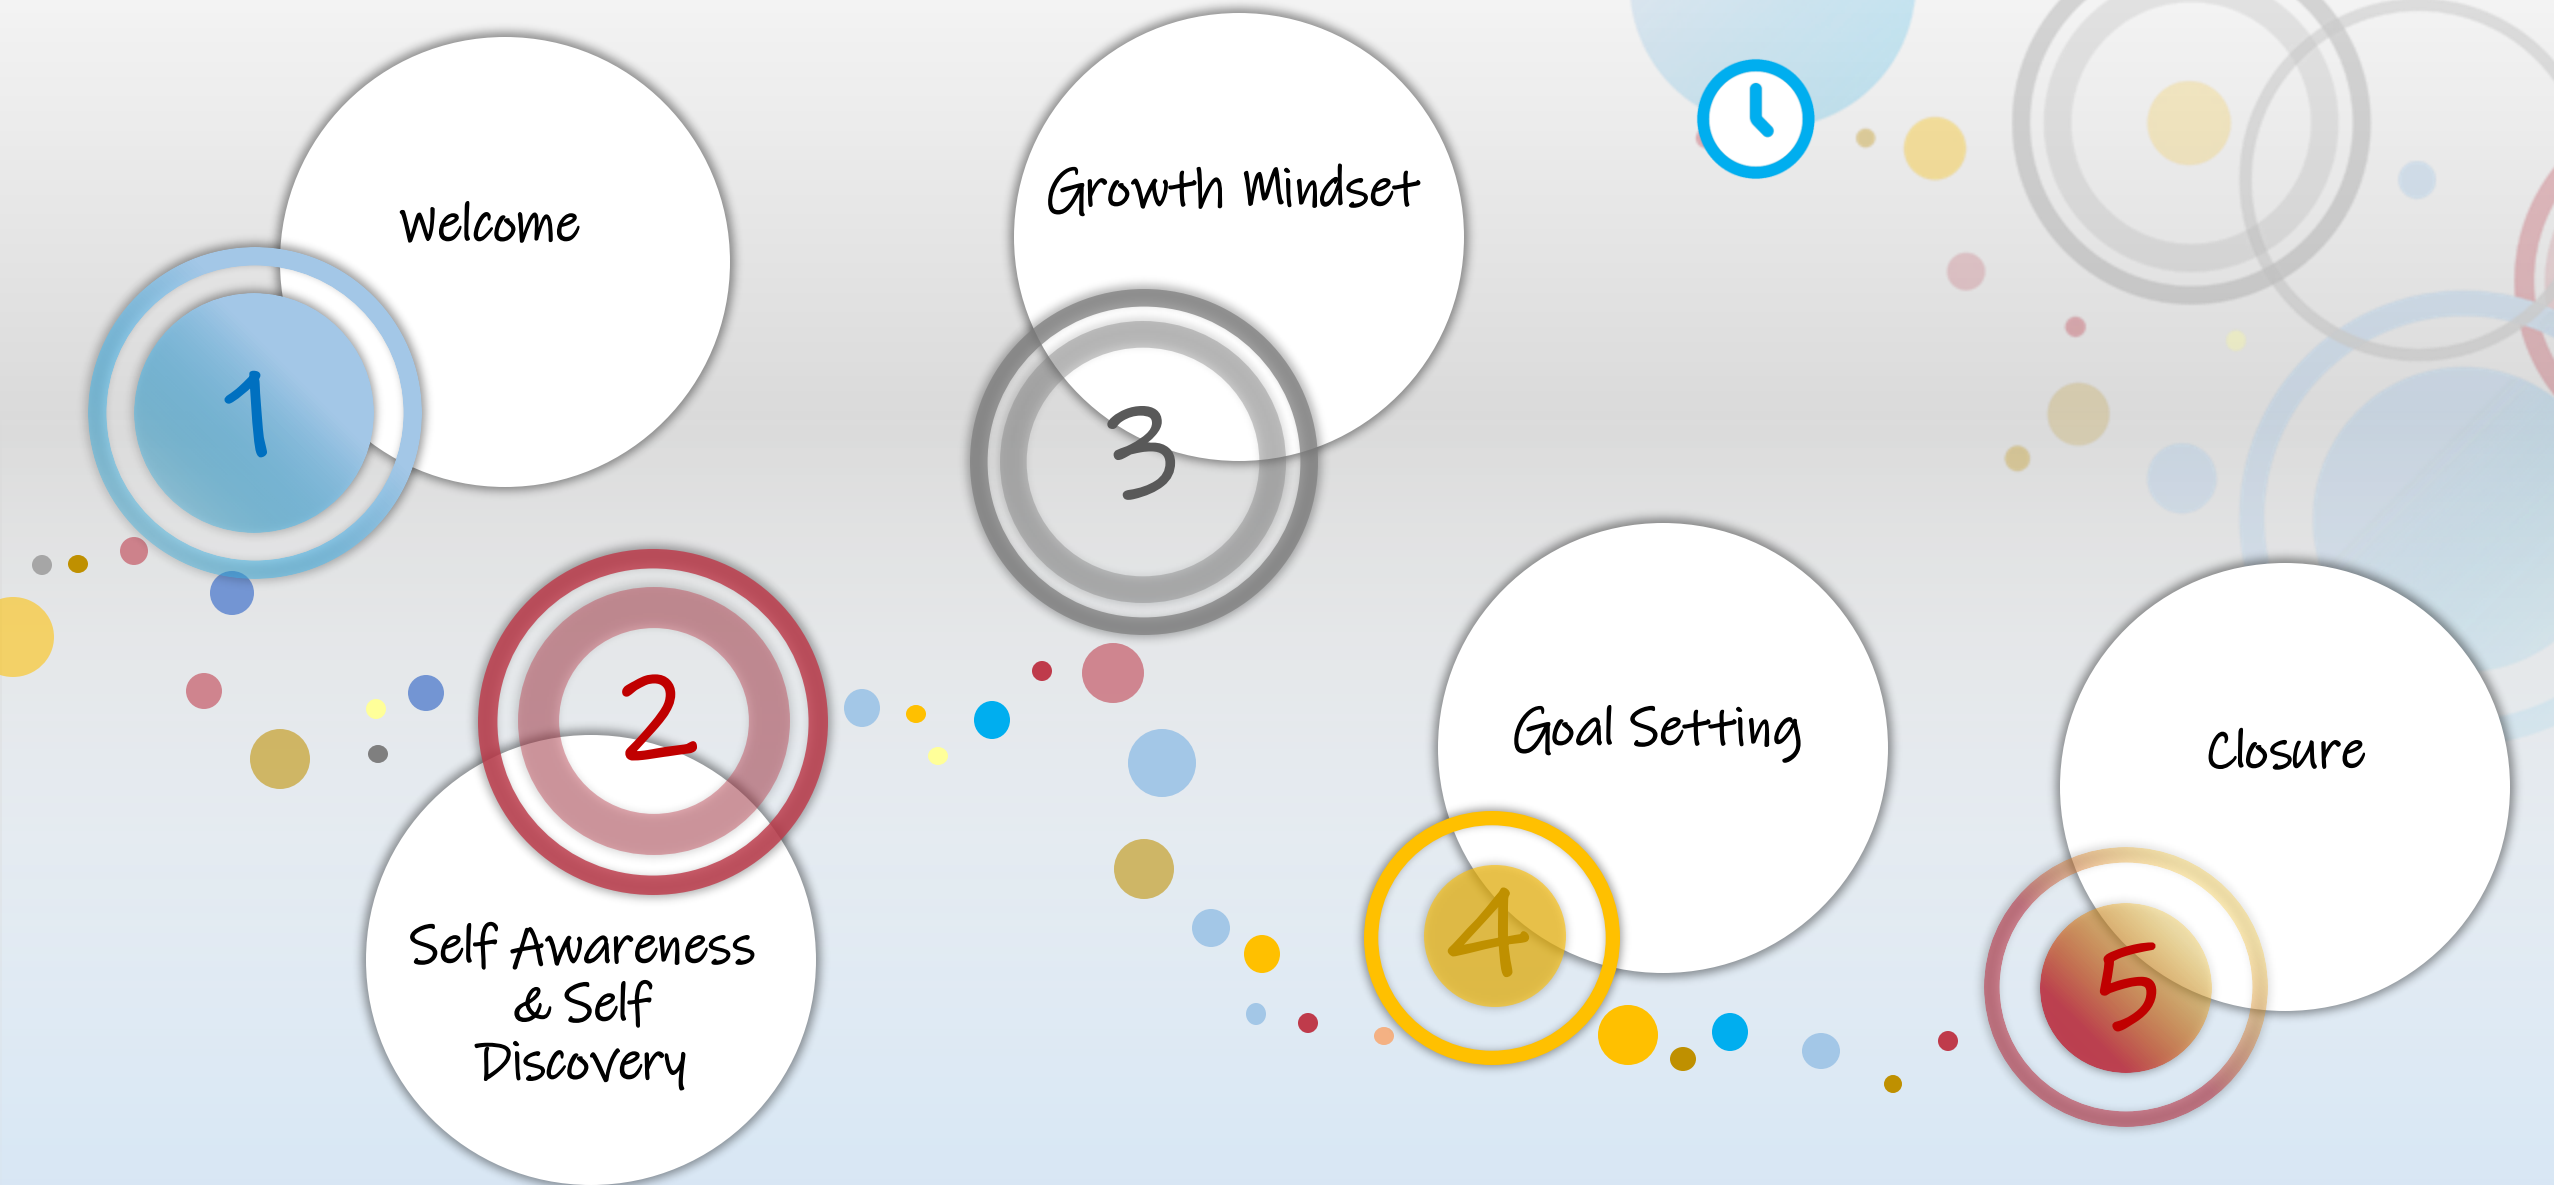 1
Welcome
2
Self Awareness
& Self
Discovery
3
Growth Mindset
4
Goal Setting
5
Closure